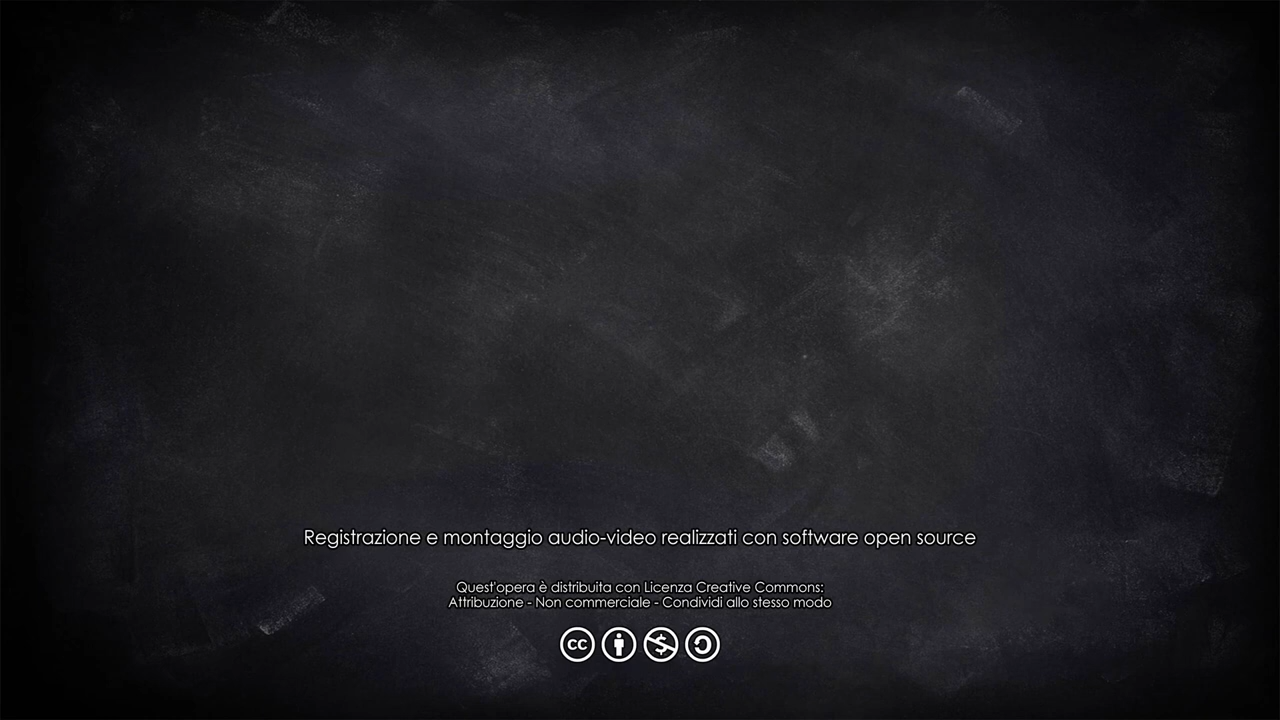 Registrazione e montaggio audio-video realizzati con software open source
Quest'opera è distribuita con Licenza Creative Commons:
Attribuzione - Non commerciale - Condividi allo stesso modo
cc